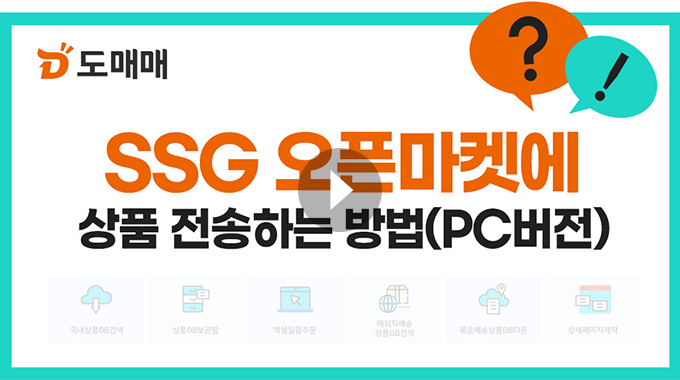 도매매
?
!
SSG 오픈마켓에
상품 전송하는 방법(PC버전)
국내상품DB검색
상품DB보관함
엑셀일괄주문
해외직배송
상품DB검색
묶음배송상품DB다운
상세페이지제작